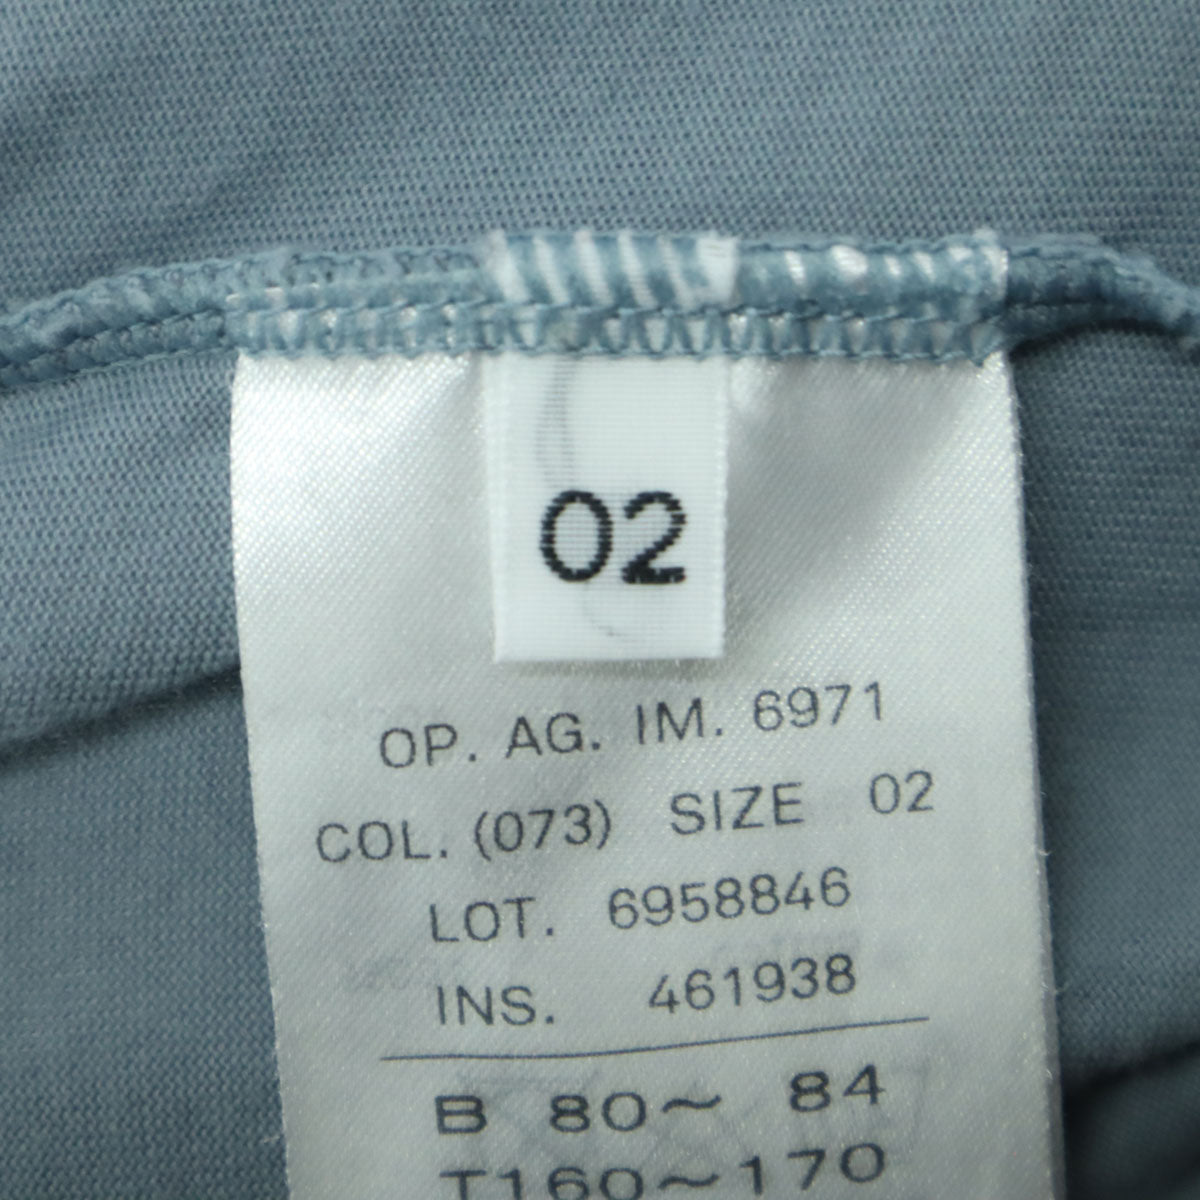 02
OP. AG. IM. 6971
COL. (073) SIZE 02
LOT. 6958846
INS. 461938
B 80~ 84
T160~170